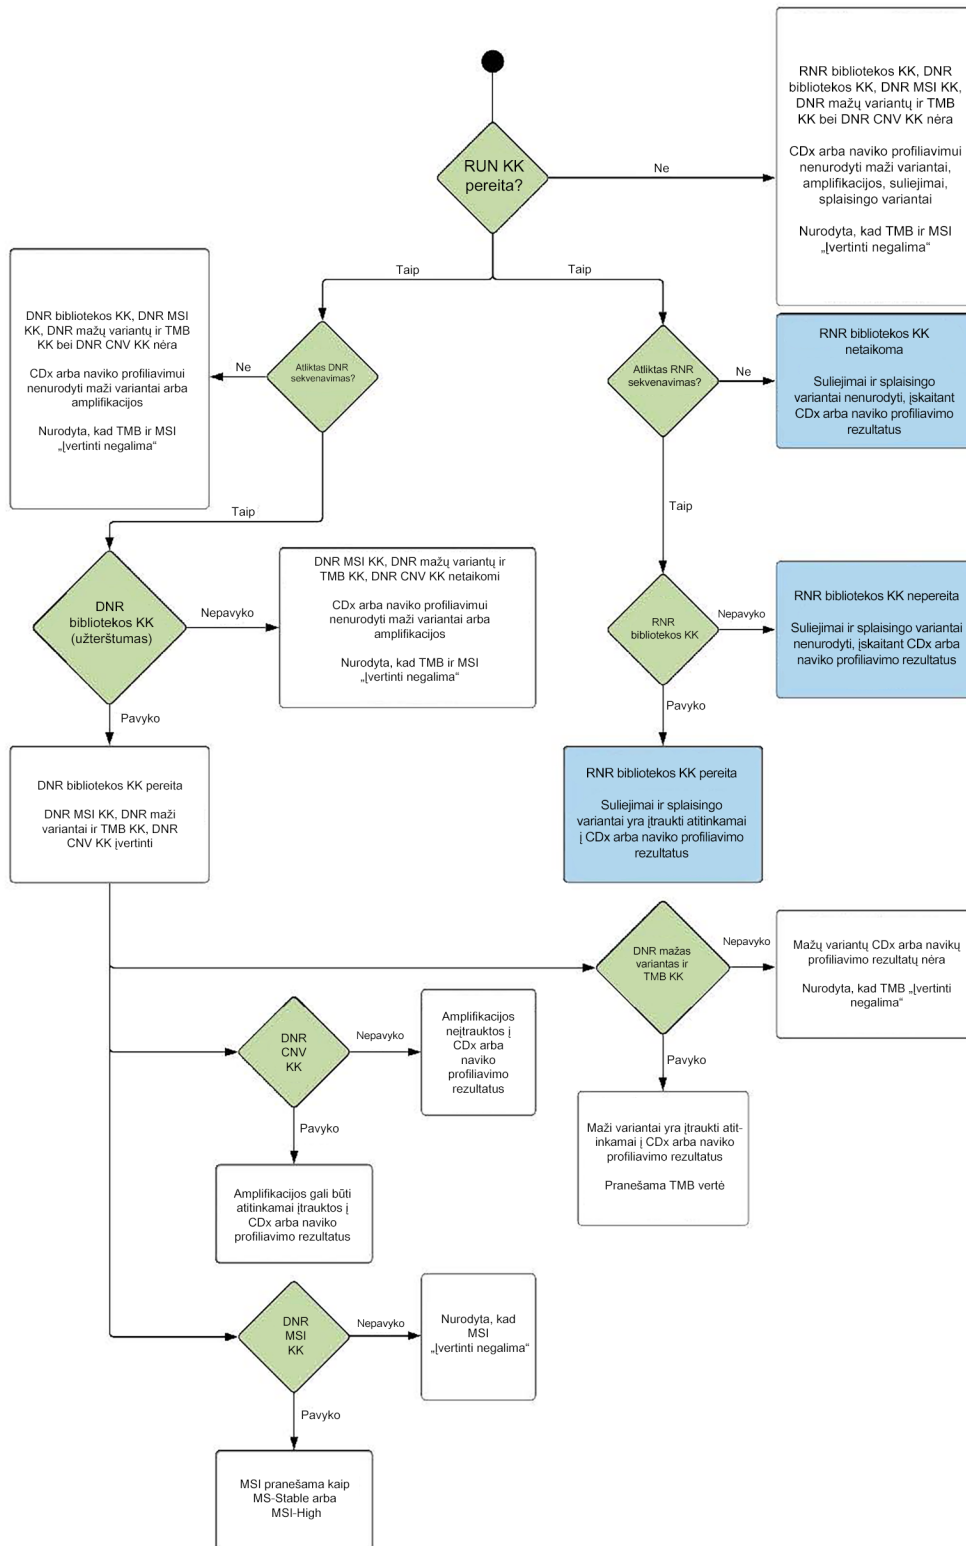 RNR bibliotekos KK, DNR
bibliotekos KK, DNR MSI KK,
DNR mažų variantų ir TMB
KK bei DNR CNV KK nėra
CDx arba naviko profiliavimui
nenurodyti maži variantai,
amplifikacijos, suliejimai,
splaisingo variantai
Nurodyta, kad TMB ir MSI
„Įvertinti negalima“
RUN KK
pereita?
Ne
Taip
Taip
DNR bibliotekos KK, DNR MSI
KK, DNR mažų variantų ir TMB
KK bei DNR CNV KK nėra
CDx arba naviko profiliavimui
nenurodyti maži variantai arba
amplifikacijos
Nurodyta, kad TMB ir MSI
„Įvertinti negalima“
Ne
Atliktas DNR
sekvenavimas?
Atliktas RNR
sekvenavimas?
Ne
RNR bibliotekos KK
netaikoma
Suliejimai ir splaisingo
variantai nenurodyti, įskaitant
CDx arba naviko profiliavimo
rezultatus
Taip
Taip
DNR
bibliotekos KK
(užterštumas)
Nepavyko
DNR MSI KK, DNR mažų variantų ir
TMB KK, DNR CNV KK netaikomi
CDx arba naviko profiliavimui
nenurodyti maži variantai arba
amplifikacijos
Nurodyta, kad TMB ir MSI
„Įvertinti negalima“
RNR
bibliotekos KK
Nepavyko
RNR bibliotekos KK nepereita
Suliejimai ir splaisingo variantai
nenurodyti, įskaitant CDx arba
naviko profiliavimo rezultatus
Pavyko
Pavyko
DNR bibliotekos KK pereita
DNR MSI KK, DNR maži
variantai ir TMB KK, DNR
CNV KK įvertinti
RNR bibliotekos KK pereita
Suliejimai ir splaisingo
variantai yra įtraukti atitinkamai
į CDx arba naviko profiliavimo
rezultatus
DNR mažas
variantas ir
TMB KK
Nepavyko
Mažų variantų CDx arba navikų
profiliavimo rezultatų nėra
Nurodyta, kad TMB „Įvertinti
negalima“
Pavyko
Maži variantai yra įtraukti atit-
inkamai į CDx arba naviko
profiliavimo rezultatus
Pranešama TMB vertė
DNR
CNV
KK
Nepavyko
Amplifikacijos
neįtrauktos į
CDx arba
naviko
profiliavimo
rezultatus
Pavyko
Amplifikacijos gali būti
atitinkamai įtrauktos į
CDx arba naviko
profiliavimo rezultatus
DNR
MSI
KK
Nepavyko
Nurodyta, kad
MSI
„Įvertinti negalima“
Pavyko
MSI pranešama kaip
MS-Stable arba
MSI-High